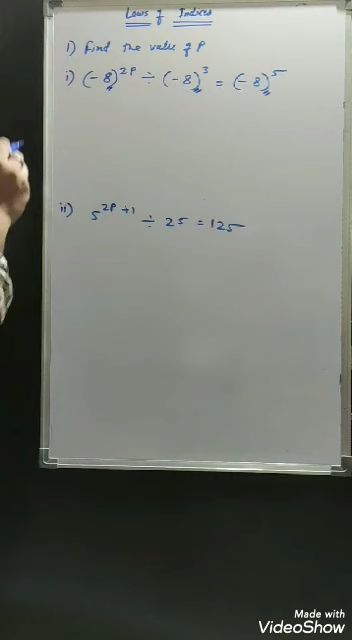 Laws of Indices
1) Find the value of P
i) (-8)^2P ÷ (-8)^3 = (-8)^5
ii) 5^2P+1 ÷ 25 = 125
Made with
VideoShow